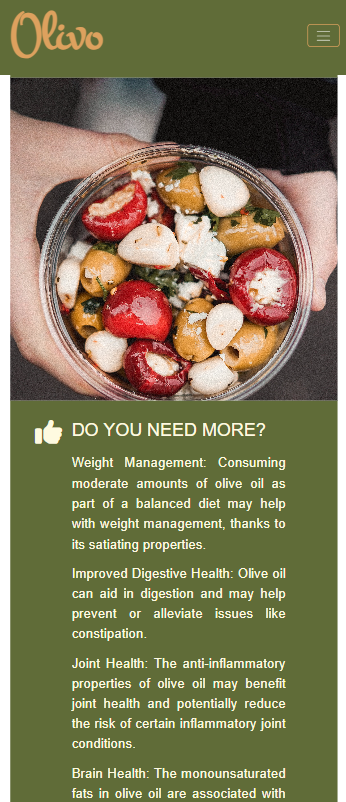 Olivo
DO YOU NEED MORE?
Weight Management: Consuming
moderate amounts of olive oil as
part of a balanced diet may help
with weight management, thanks to
its satiating properties.
Improved Digestive Health: Olive oil
can aid in digestion and may help
prevent or alleviate issues like
constipation.
Joint Health: The anti-inflammatory
properties of olive oil may benefit
joint health and potentially reduce
the risk of certain inflammatory joint
conditions.
Brain Health: The monounsaturated
fats in olive oil are associated with